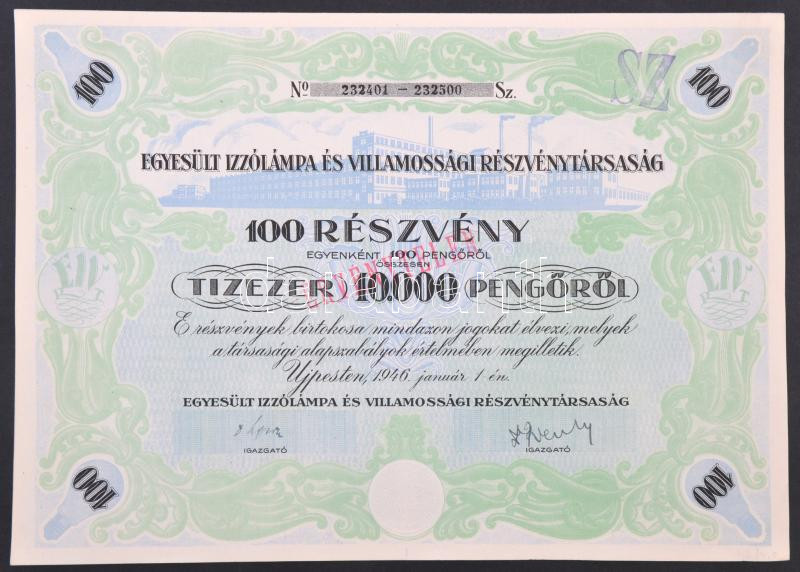 100
Nº 232401 - 232500 Sz.
SZ
100
EGYESÜLT IZZÓLÁMPA ÉS VILLAMOSSÁGI RÉSZVÉNYTÁRSASÁG
100 RÉSZVÉNY
EGYENKÉNT 100 PENGŐRŐL
ÖSSZESEN
ÉRVÉNYTELEN
TIZEZER 10.000 PENGŐRŐL
E részvények birtokosa mindazon jogokat élvezi, melyek
a társasági alapszabályok értelmében megilletik.
Ujpesten, 1946. január 1-én.
EGYESÜLT IZZÓLÁMPA ÉS VILLAMOSSÁGI RÉSZVÉNYTÁRSASÁG
IGAZGATÓ
IGAZGATÓ
100
100